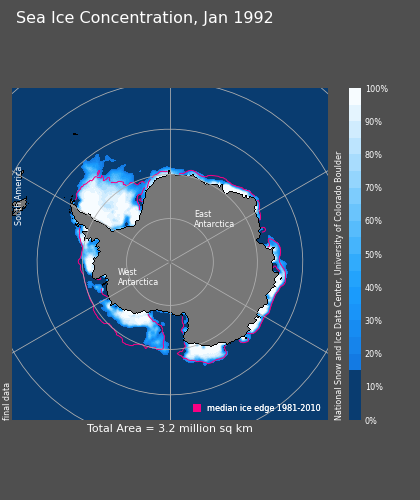 Sea Ice Concentration, Jan 1992
South America
East
Antarctica
West
Antarctica
final data
median ice edge 1981-2010
Total Area = 3.2 million sq km
National Snow and Ice Data Center, University of Colorado Boulder
100%
90%
80%
70%
60%
50%
40%
30%
20%
10%
0%